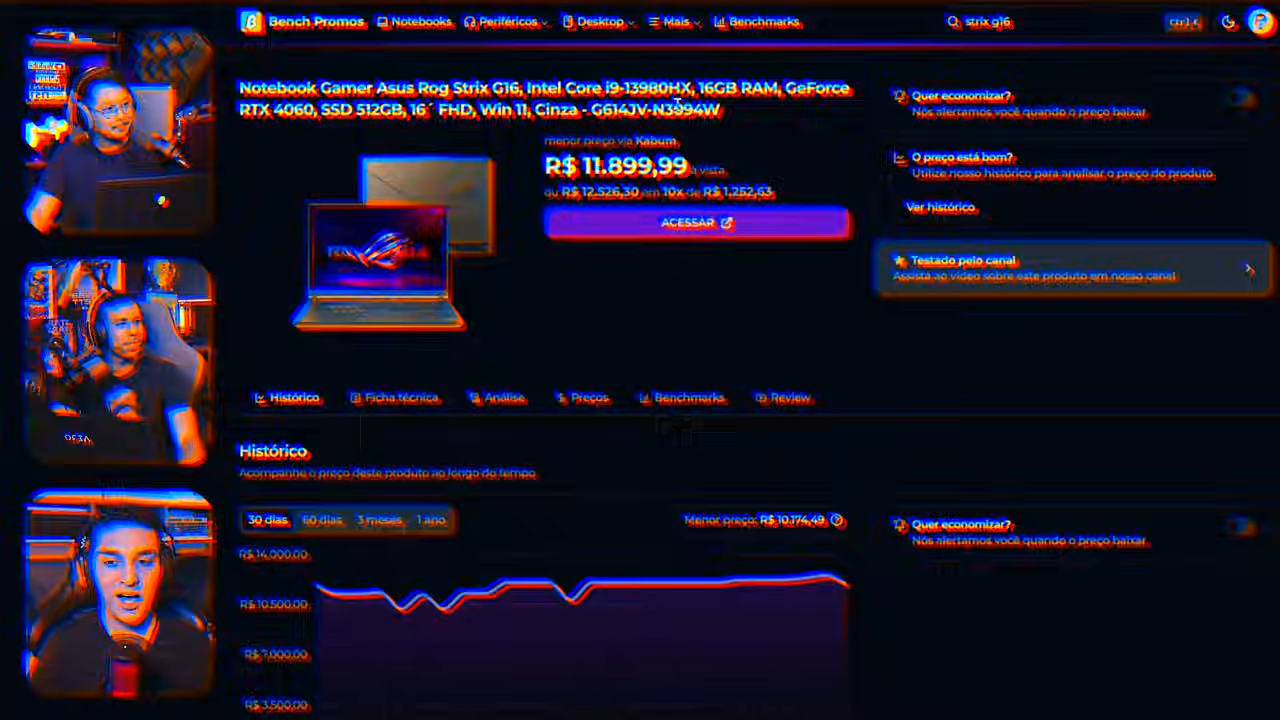 Bench Promos
Notebooks
Periféricos
Desktop
Mais
Benchmarks
strix g16
ctrl k
Notebook Gamer Asus Rog Strix G16, Intel Core i9-13980HX, 16GB RAM, GeForce
RTX 4060, SSD 512GB, 16´ FHD, Win 11, Cinza - G614JV-N3894W
menor preço via Kabum
R$ 11.899,99 à vista
ou R$ 12.526,30 em 10x de R$ 1.252,63
ACESSAR
Quer economizar?
Nós alertamos você quando o preço baixar
O preço está bom?
Utilize nosso histórico para analisar o preço do produto
Ver histórico
Testado pelo canal
Assista ao vídeo sobre este produto em nosso canal
Histórico
Ficha técnica
Análise
Preços
Benchmarks
Review
Histórico
Acompanhe o preço deste produto ao longo do tempo
30 dias
60 dias
3 meses
1 ano
Menor preço: R$ 10.174,49
R$ 14.000,00
R$ 10.500,00
R$ 7.000,00
R$ 3.500,00
Quer economizar?
Nós alertamos você quando o preço baixar